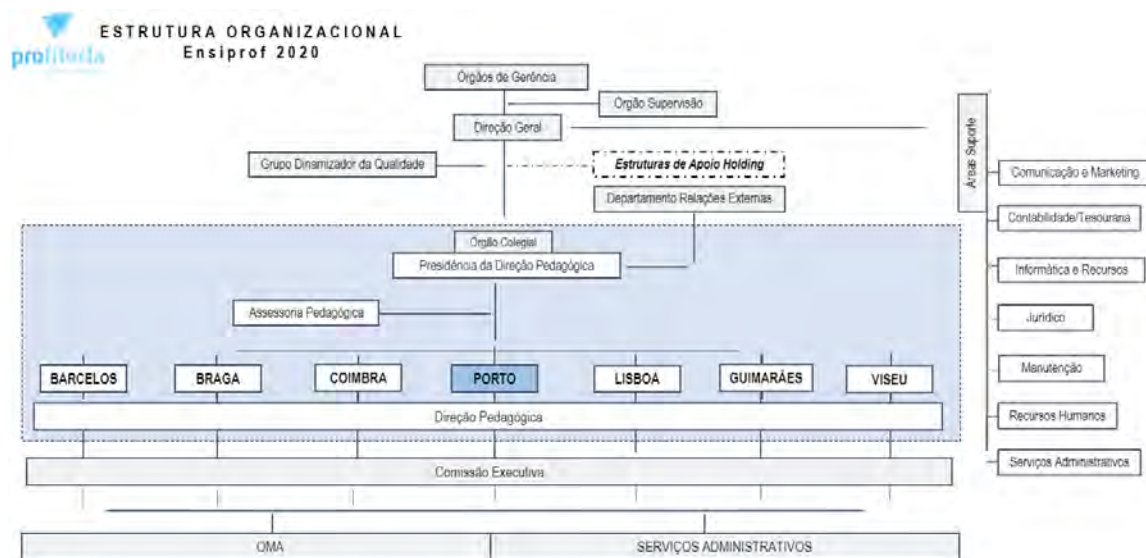 ESTRUTURA ORGANIZACIONAL
Ensiprof 2020
profitecla
Órgãos de Gerência
Órgão Supervisão
Direção Geral
Grupo Dinamizador da Qualidade
Estruturas de Apoio Holding
Departamento Relações Externas
Áreas Suporte
Comunicação e Marketing
Contabilidade/Tesouraria
Informática e Recursos
Jurídico
Manutenção
Recursos Humanos
Serviços Administrativos
Órgão Colegial
Presidência da Direção Pedagógica
Assessoria Pedagógica
BARCELOS
BRAGA
COIMBRA
PORTO
LISBOA
GUIMARÃES
VISEU
Direção Pedagógica
Comissão Executiva
QMA
SERVIÇOS ADMINISTRATIVOS